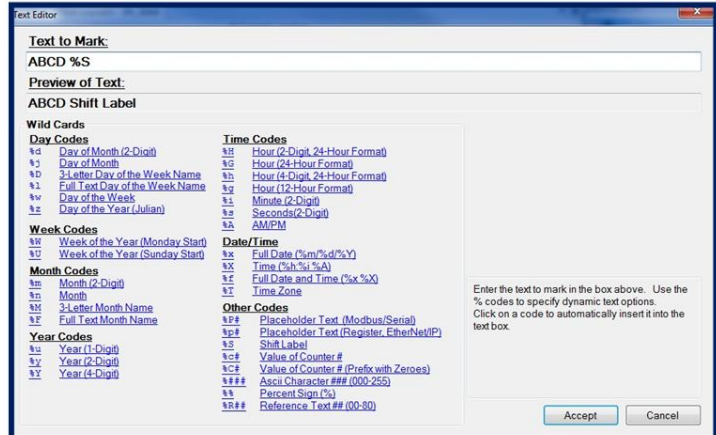 Text Editor
Text to Mark:
ABCD %S
Preview of Text:
ABCD Shift Label
Wild Cards
Day Codes
%d Day of Month (2-Digit)
%j Day of Month
%D 3-Letter Day of the Week Name
%l Full Text Day of the Week Name
%w Day of the Week
%z Day of the Year (Julian)
Week Codes
%W Week of the Year (Monday Start)
%U Week of the Year (Sunday Start)
Month Codes
%m Month (2-Digit)
%n Month
%M 3-Letter Month Name
%F Full Text Month Name
Year Codes
%u Year (1-Digit)
%y Year (2-Digit)
%Y Year (4-Digit)
Time Codes
%H Hour (2-Digit, 24-Hour Format)
%G Hour (24-Hour Format)
%h Hour (4-Digit, 24-Hour Format)
%g Hour (12-Hour Format)
%i Minute (2-Digit)
%s Seconds(2-Digit)
%A AM/PM
Date/Time
%x Full Date (%m/%d/%Y)
%X Time (%h:%i %A)
%f Full Date and Time (%x %X)
%T Time Zone
Other Codes
%P# Placeholder Text (Modbus/Serial)
%p# Placeholder Text (Register, EtherNet/IP)
%S Shift Label
%c# Value of Counter #
%C# Value of Counter # (Prefix with Zeroes)
%### Ascii Character ### (000-255)
%% Percent Sign (%)
%R## Reference Text ## (00-80)
Enter the text to mark in the box above. Use the
% codes to specify dynamic text options.
Click on a code to automatically insert it into the
text box.
Accept
Cancel